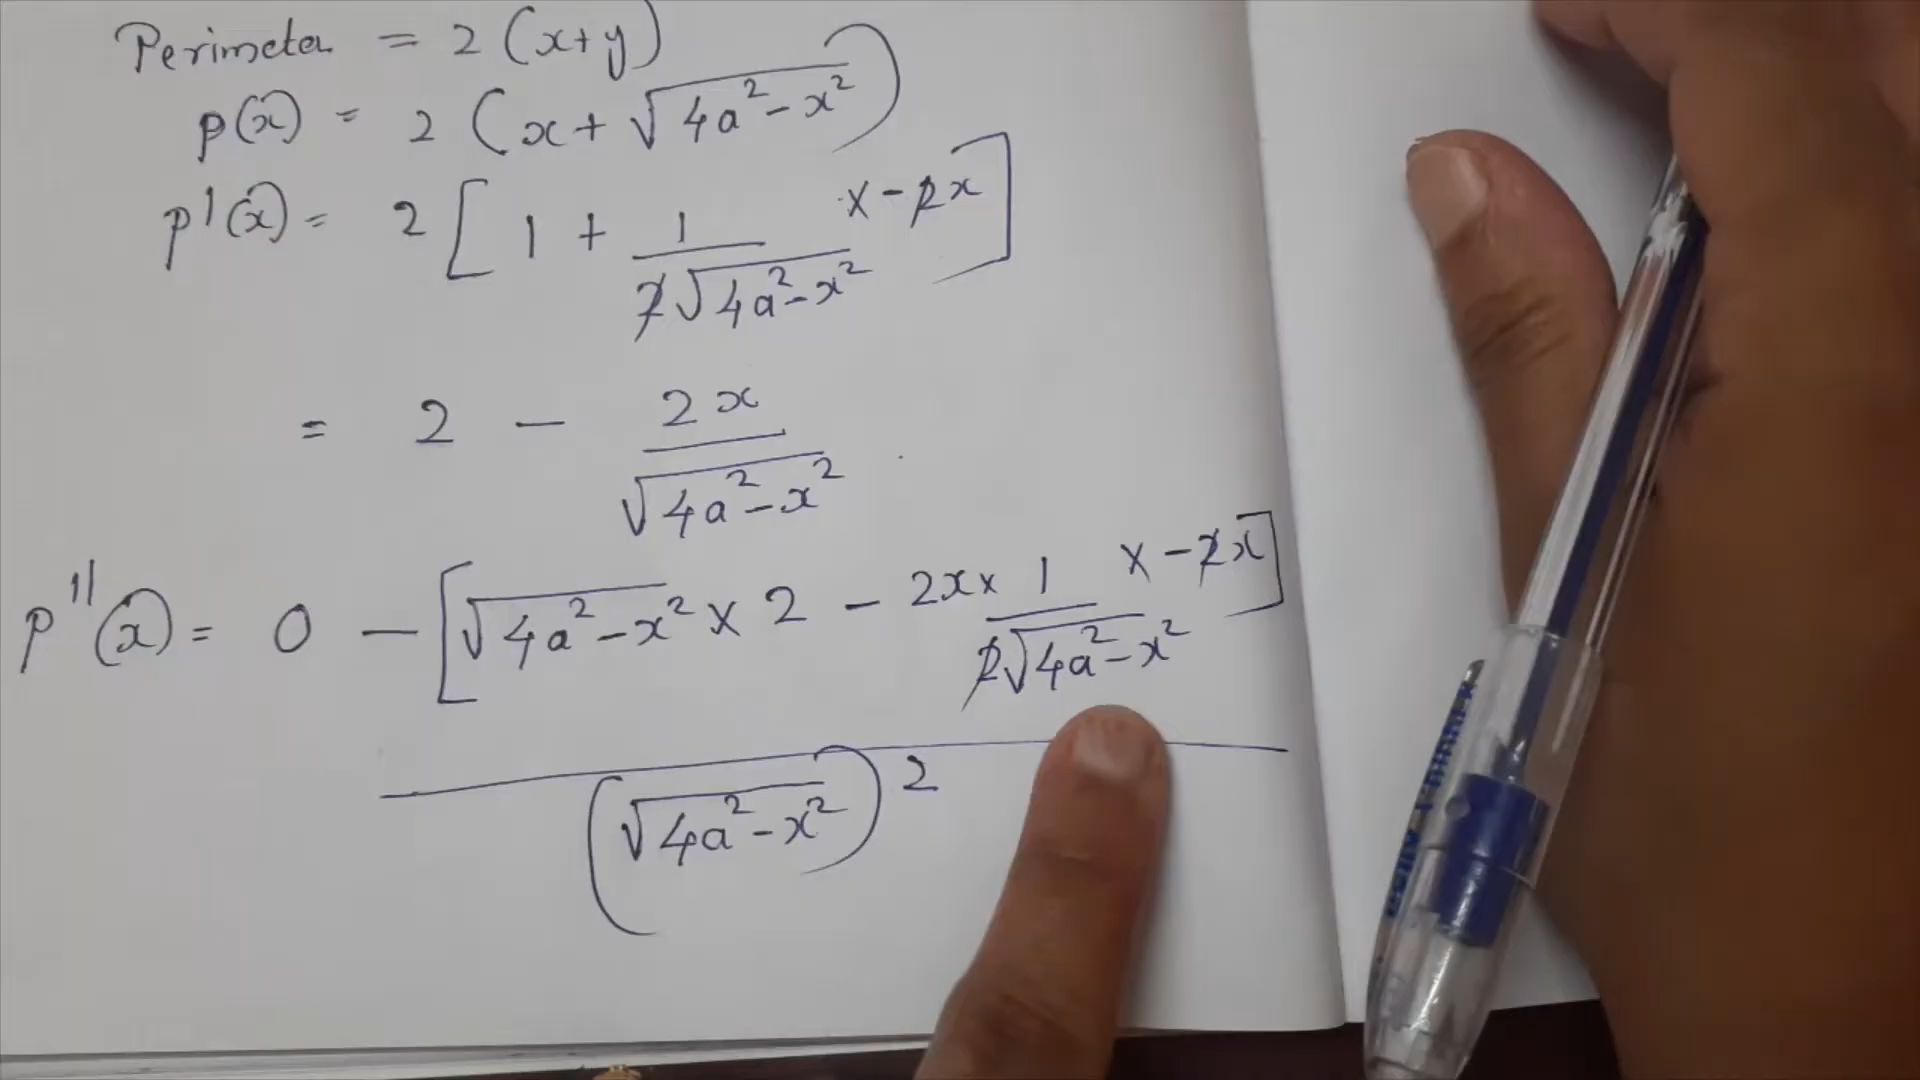 Perimeter = 2 (x+y)
p(x) = 2 (x+ √4a²-x²)
p'(x) = 2 [ 1 + 1/2√4a²-x² × -2x ]
= 2 - 2x/√4a²-x²
p''(x) = 0 - [√4a²-x² × 2 - 2x × 1/2√4a²-x² × -2x]
(√4a²-x²)²